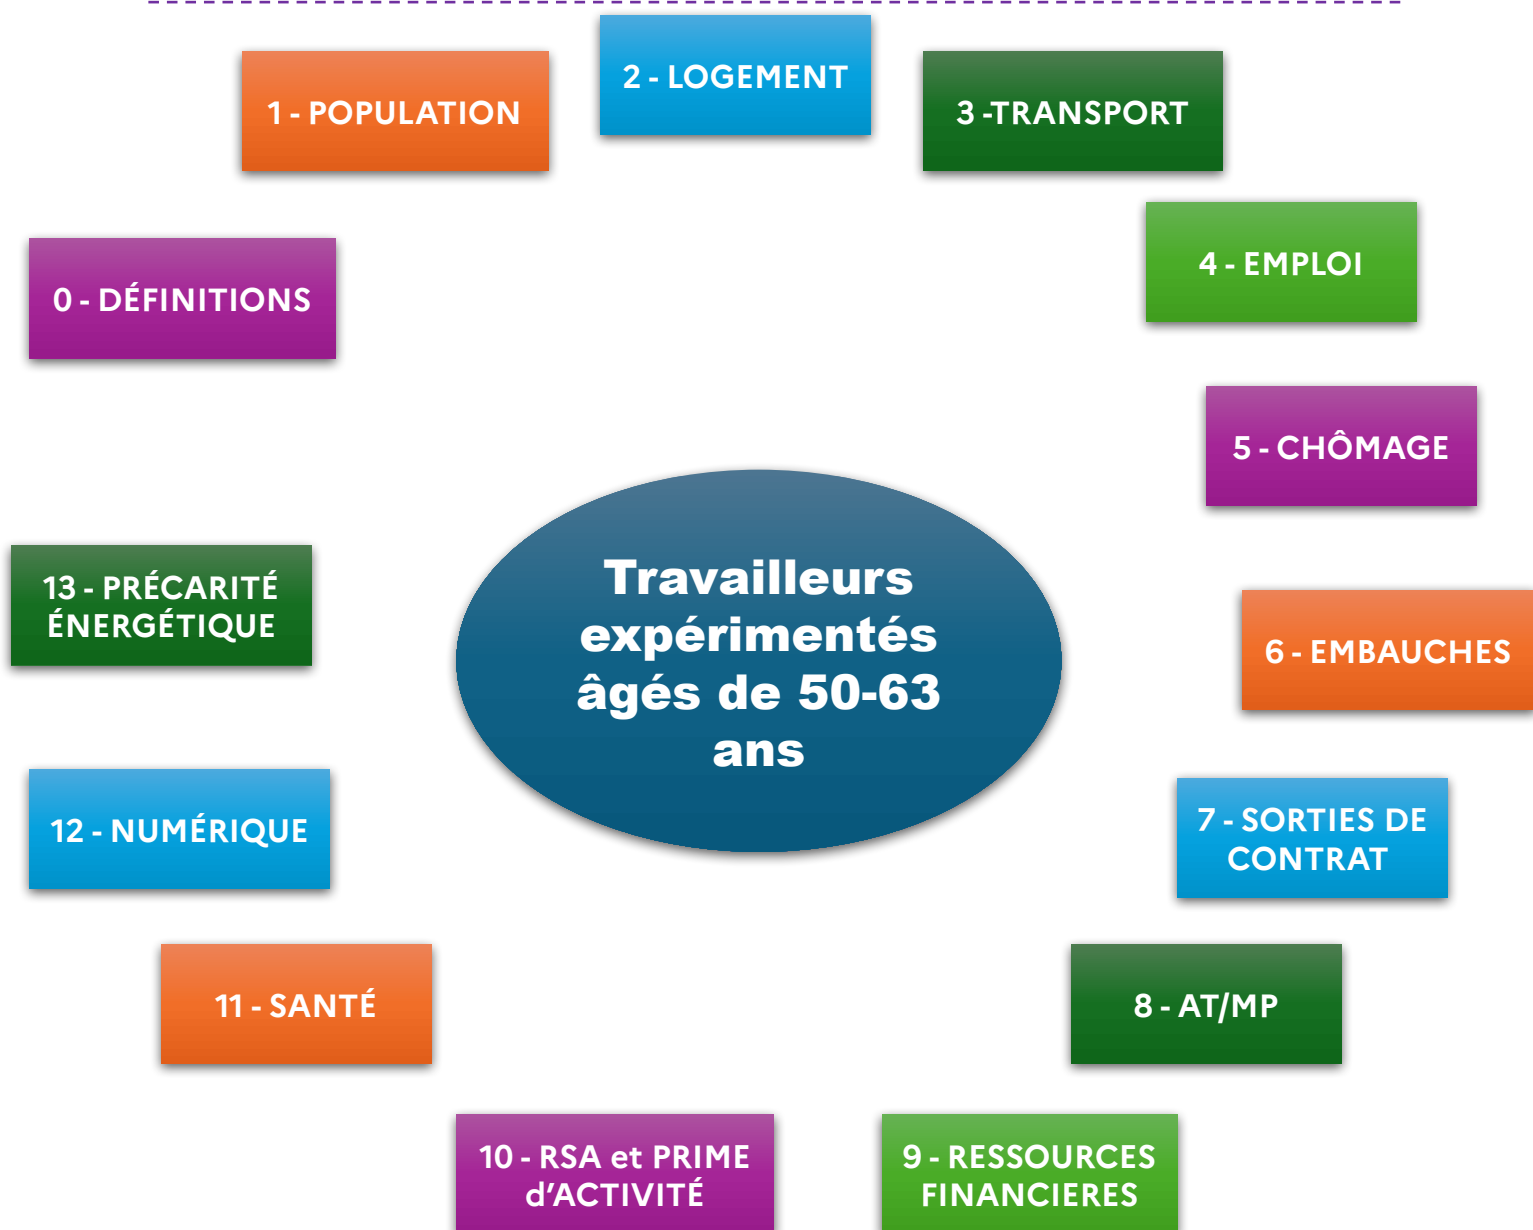 2 - LOGEMENT
1 - POPULATION
3 -TRANSPORT
4 - EMPLOI
0 - DÉFINITIONS
5 - CHÔMAGE
Travailleurs
expérimentés
âgés de 50-63
ans
13 - PRÉCARITÉ
ÉNERGÉTIQUE
6 - EMBAUCHES
12 - NUMÉRIQUE
7 - SORTIES DE
CONTRAT
11 - SANTÉ
8 - AT/MP
10 - RSA et PRIME
d'ACTIVITÉ
9 - RESSOURCES
FINANCIERES